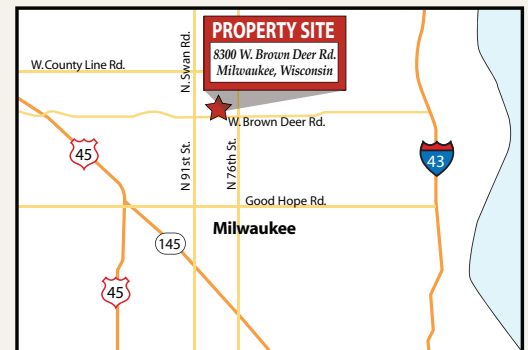 PROPERTY SITE
8300 W. Brown Deer Rd.
Milwaukee, Wisconsin
N. Swan Rd.
W. County Line Rd.
W. Brown Deer Rd.
45
N 91st St.
N 76th St.
43
Good Hope Rd.
Milwaukee
145
45